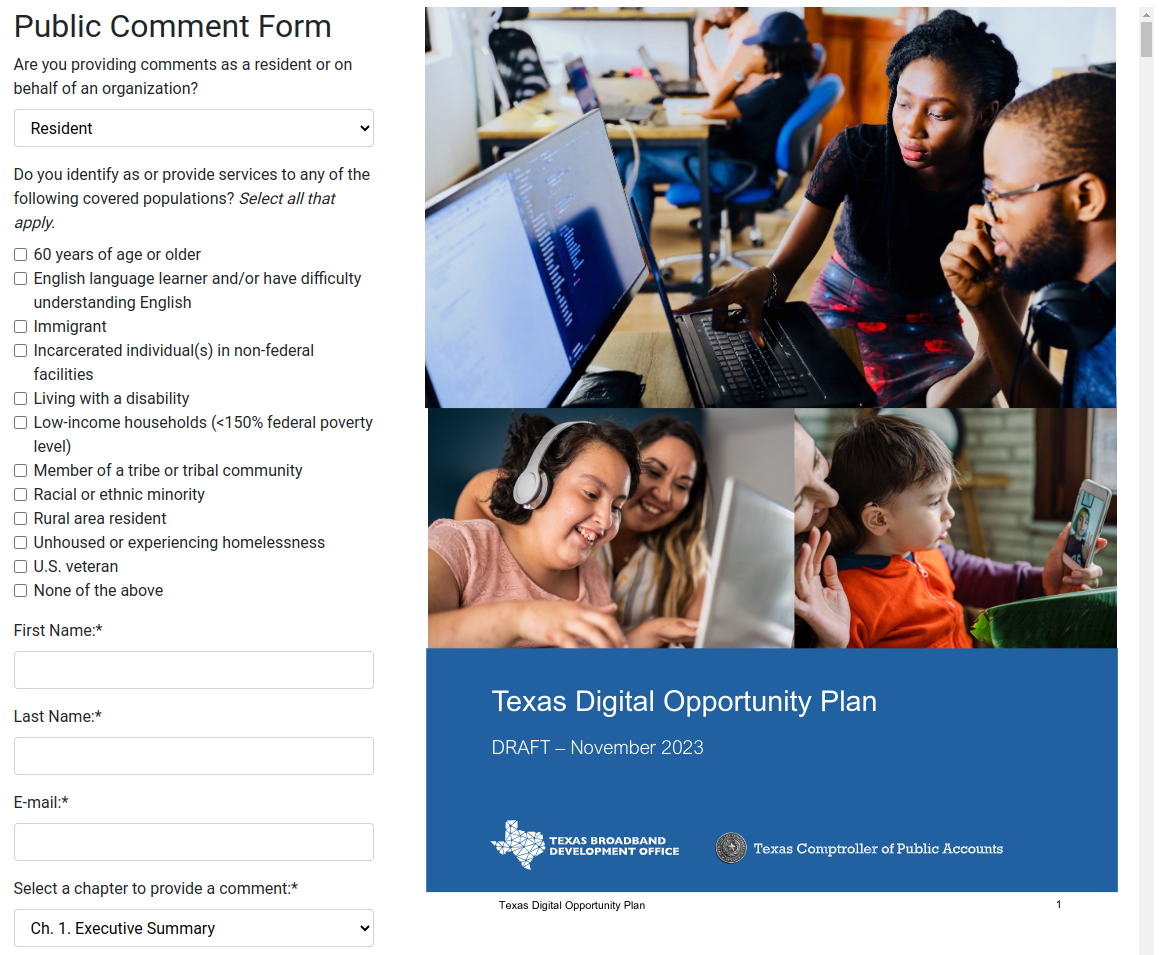 Public Comment Form
Are you providing comments as a resident or on
behalf of an organization?
Resident
Do you identify as or provide services to any of the
following covered populations? Select all that
apply.
60 years of age or older
English language learner and/or have difficulty
understanding English
Immigrant
Incarcerated individual(s) in non-federal
facilities
Living with a disability
Low-income households (<150% federal poverty
level)
Member of a tribe or tribal community
Racial or ethnic minority
Rural area resident
Unhoused or experiencing homelessness
U.S. veteran
None of the above
First Name:*
Last Name:*
E-mail:*
Select a chapter to provide a comment:*
Ch. 1. Executive Summary
Texas Digital Opportunity Plan
DRAFT – November 2023
TEXAS BROADBAND
DEVELOPMENT OFFICE
Texas Comptroller of Public Accounts
Texas Digital Opportunity Plan 1